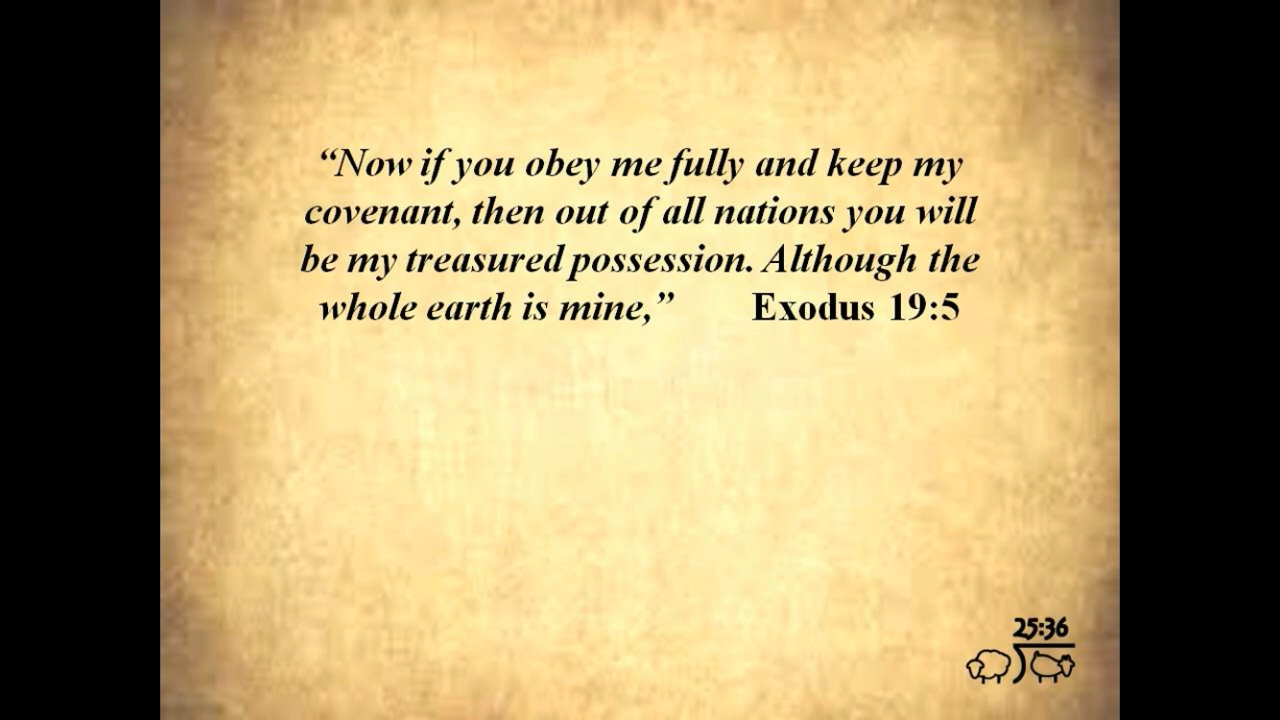 “Now if you obey me fully and keep my
covenant, then out of all nations you will
be my treasured possession. Although the
whole earth is mine,” Exodus 19:5
25:36